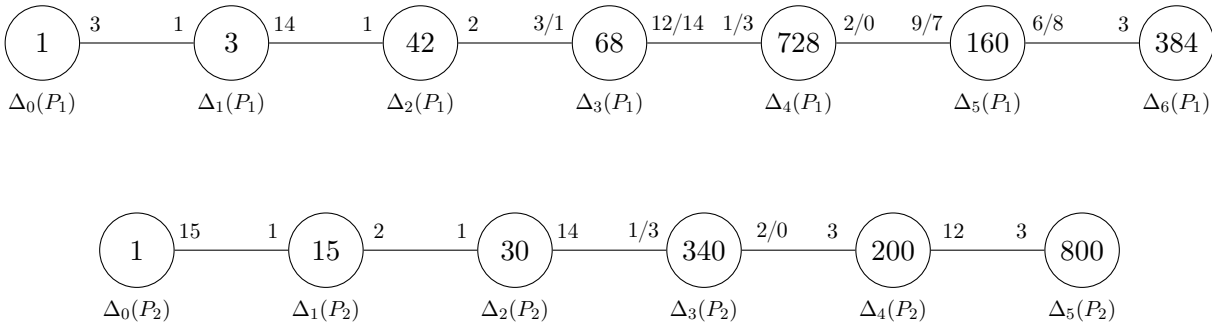 3 1 14 1 2 3/1 12/14 1/3 2/0 9/7 6/8 3
1 3 42 68 728 160 384
Δ₀(P₁) Δ₁(P₁) Δ₂(P₁) Δ₃(P₁) Δ₄(P₁) Δ₅(P₁) Δ₆(P₁)
15 1 2 1 14 1/3 2/0 3 12 3
1 15 30 340 200 800
Δ₀(P₂) Δ₁(P₂) Δ₂(P₂) Δ₃(P₂) Δ₄(P₂) Δ₅(P₂)